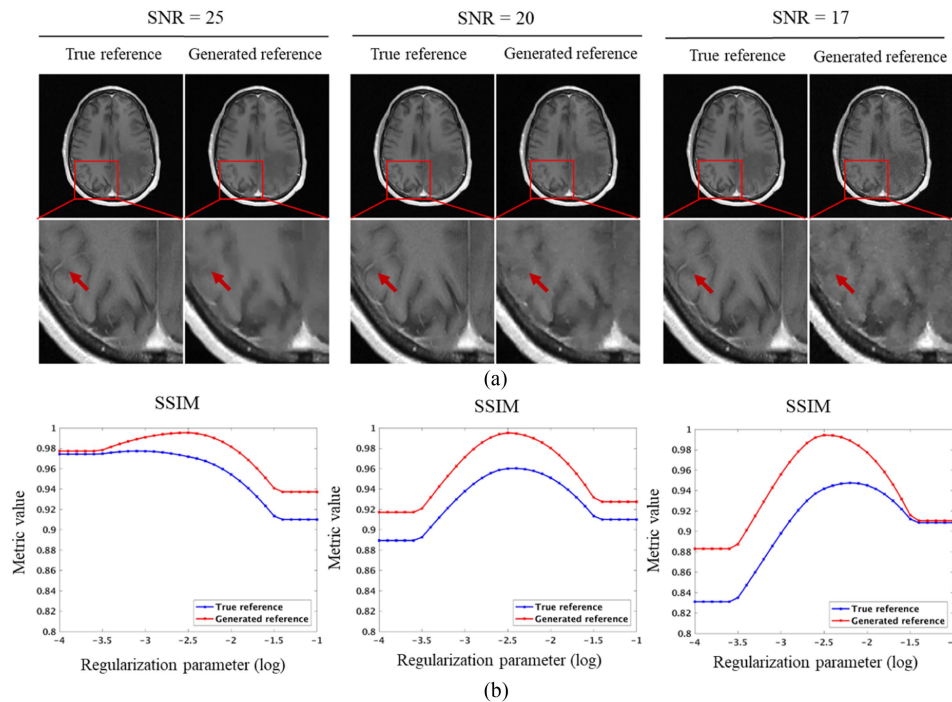 SNR = 25
SNR = 20
SNR = 17
True reference
Generated reference
True reference
Generated reference
True reference
Generated reference
(a)
SSIM
SSIM
SSIM
Metric value
1
0.98
0.96
0.94
0.92
0.9
0.88
0.86
0.84
0.82
0.8
True reference
Generated reference
-4
-3.5
-3
-2.5
-2
-1.5
-1
Regularization parameter (log)
Metric value
1
0.98
0.96
0.94
0.92
0.9
0.88
0.86
0.84
0.82
0.8
True reference
Generated reference
-4
-3.5
-3
-2.5
-2
-1.5
-1
Regularization parameter (log)
Metric value
1
0.98
0.96
0.94
0.92
0.9
0.88
0.86
0.84
0.82
0.8
True reference
Generated reference
-4
-3.5
-3
-2.5
-2
-1.5
-1
Regularization parameter (log)
(b)